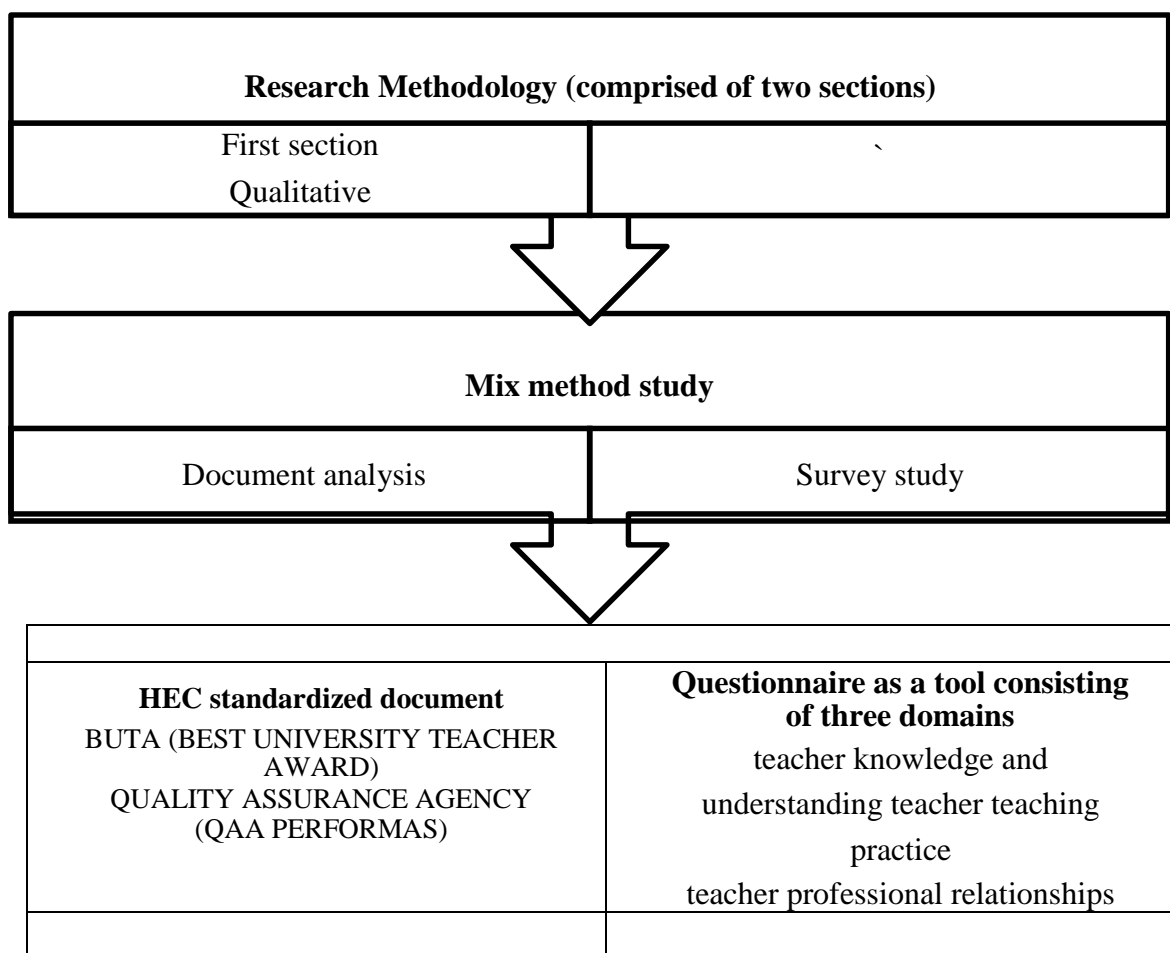 Research Methodology (comprised of two sections)
First section
Qualitative
`
Mix method study
Document analysis
Survey study
HEC standardized document
BUTA (BEST UNIVERSITY TEACHER
AWARD)
QUALITY ASSURANCE AGENCY
(QAA PERFORMAS)
Questionnaire as a tool consisting
of three domains
teacher knowledge and
understanding teacher teaching
practice
teacher professional relationships